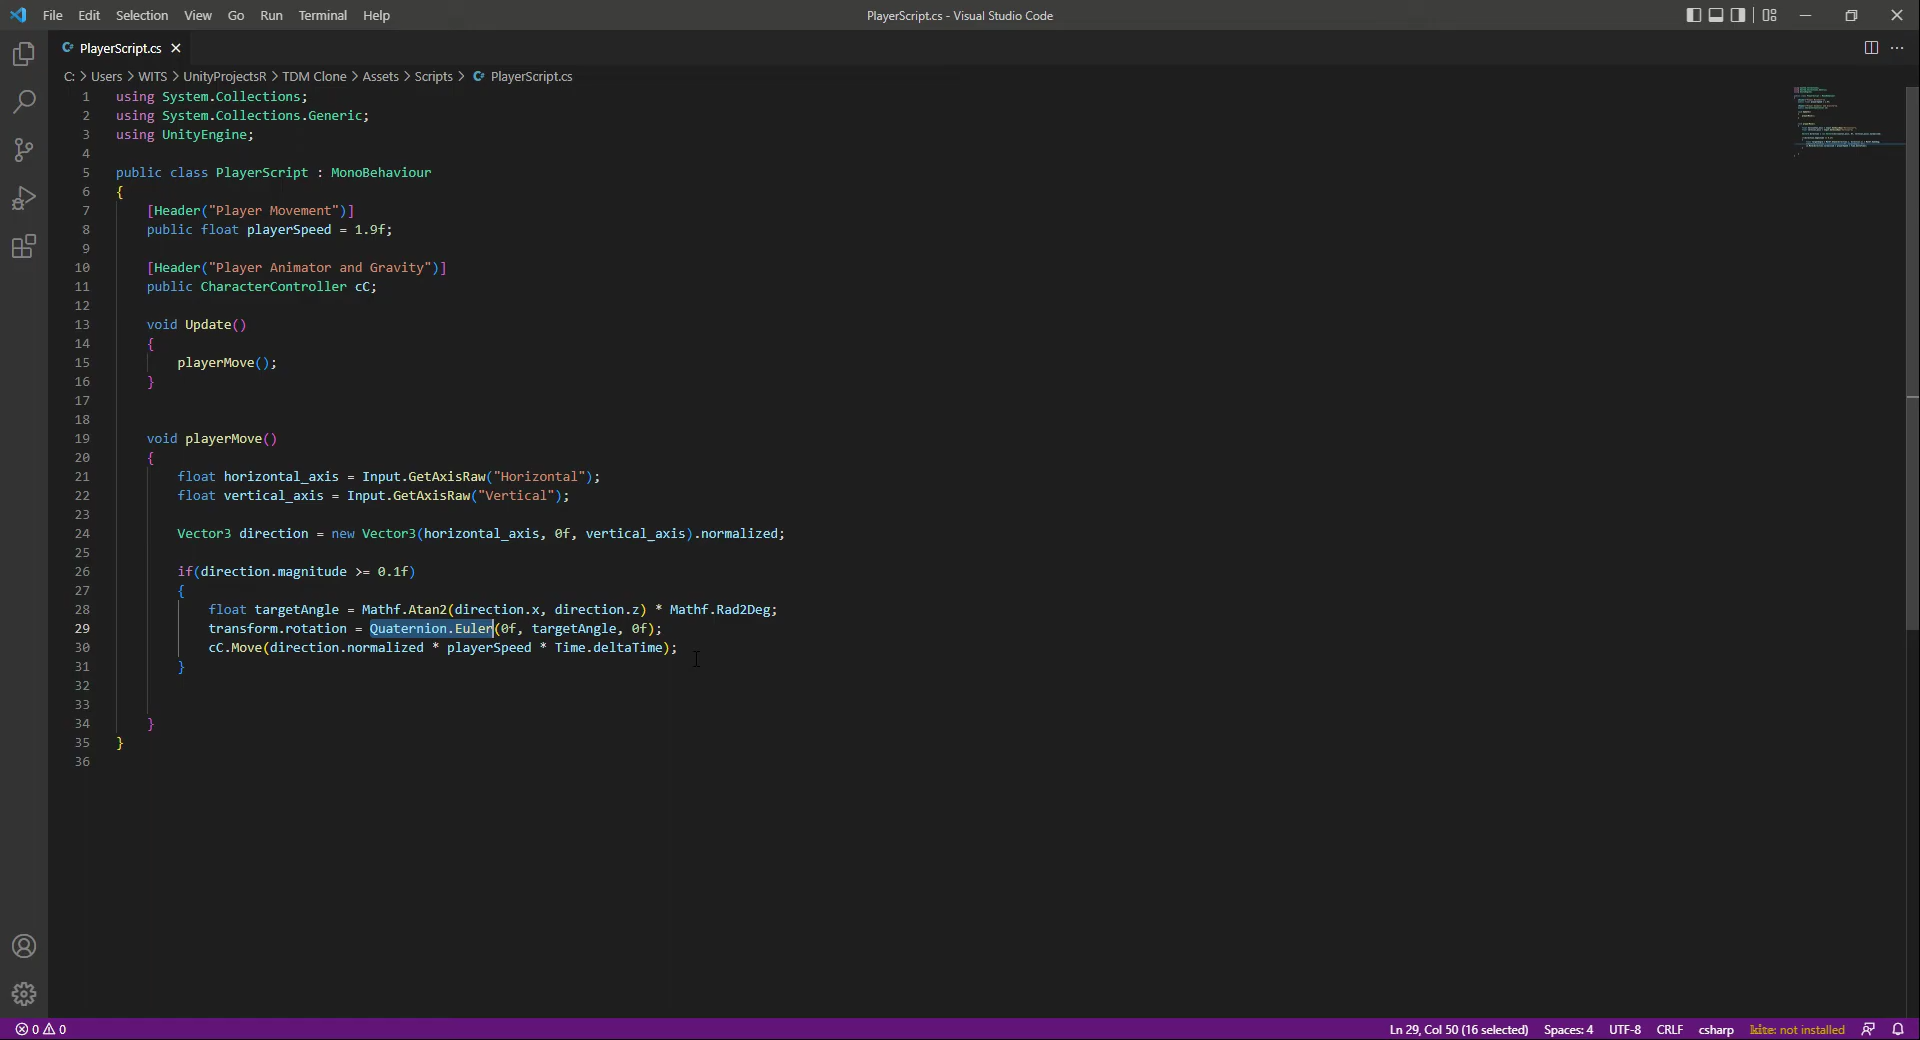 File Edit Selection View Go Run Terminal Help
PlayerScript.cs - Visual Studio Code
PlayerScript.cs
C: > Users > WITS > UnityProjectsR > TDM Clone > Assets > Scripts > PlayerScript.cs
1 using System.Collections;
2 using System.Collections.Generic;
3 using UnityEngine;
4
5 public class PlayerScript : MonoBehaviour
6 {
7 [Header("Player Movement")]
8 public float playerSpeed = 1.9f;
9
10 [Header("Player Animator and Gravity")]
11 public CharacterController cC;
12
13 void Update()
14 {
15 playerMove();
16 }
17
18
19 void playerMove()
20 {
21 float horizontal_axis = Input.GetAxisRaw("Horizontal");
22 float vertical_axis = Input.GetAxisRaw("Vertical");
23
24 Vector3 direction = new Vector3(horizontal_axis, 0f, vertical_axis).normalized;
25
26 if(direction.magnitude >= 0.1f)
27 {
28 float targetAngle = Mathf.Atan2(direction.x, direction.z) * Mathf.Rad2Deg;
29 transform.rotation = Quaternion.Euler(0f, targetAngle, 0f);
30 cC.Move(direction.normalized * playerSpeed * Time.deltaTime);
31 }
32
33
34 }
35 }
36
0 0
Ln 29, Col 50 (16 selected) Spaces: 4 UTF-8 CRLF csharp kite: not installed